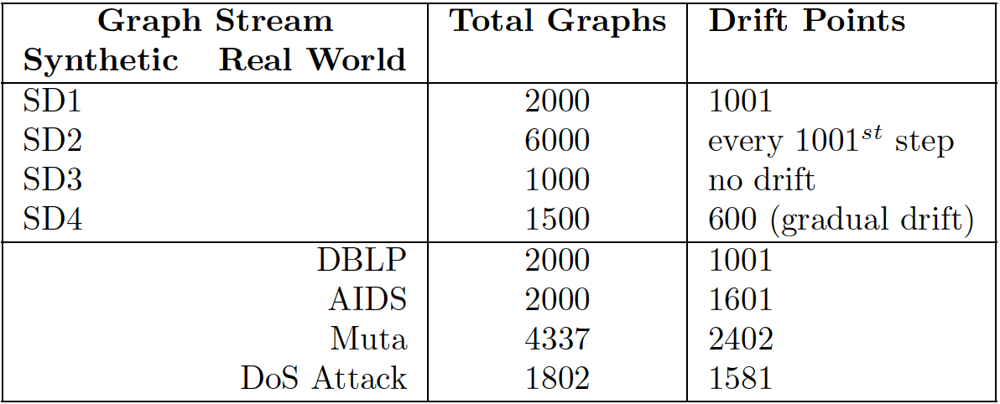 Graph Stream Total Graphs Drift Points
Synthetic Real World
SD1 2000 1001
SD2 6000 every 1001st step
SD3 1000 no drift
SD4 1500 600 (gradual drift)
DBLP 2000 1001
AIDS 2000 1601
Muta 4337 2402
DoS Attack 1802 1581